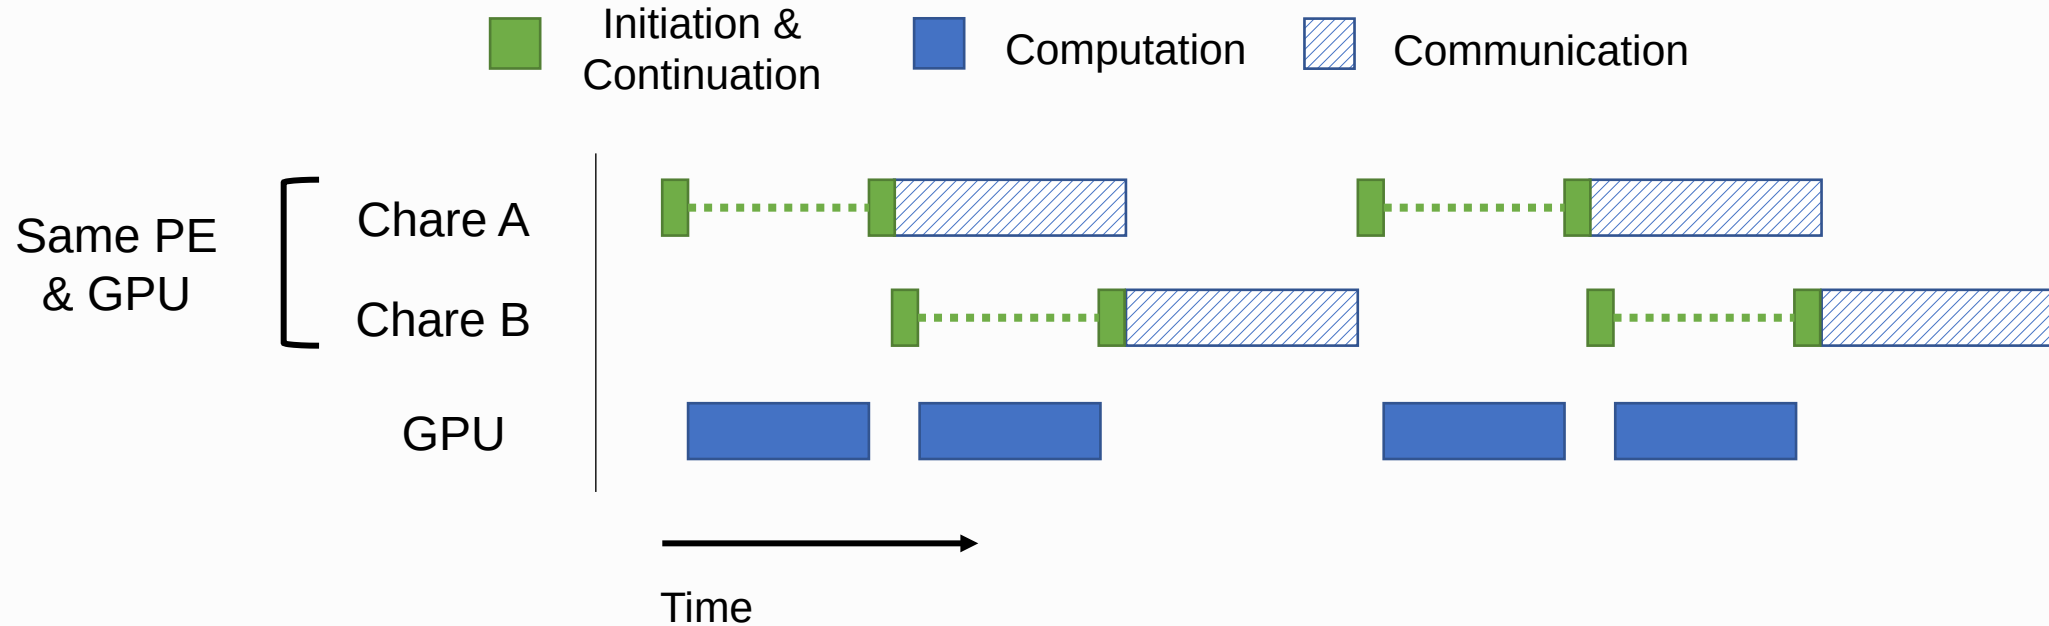 Initiation &
Continuation
Computation
Communication
Same PE
& GPU
Chare A
Chare B
GPU
Time